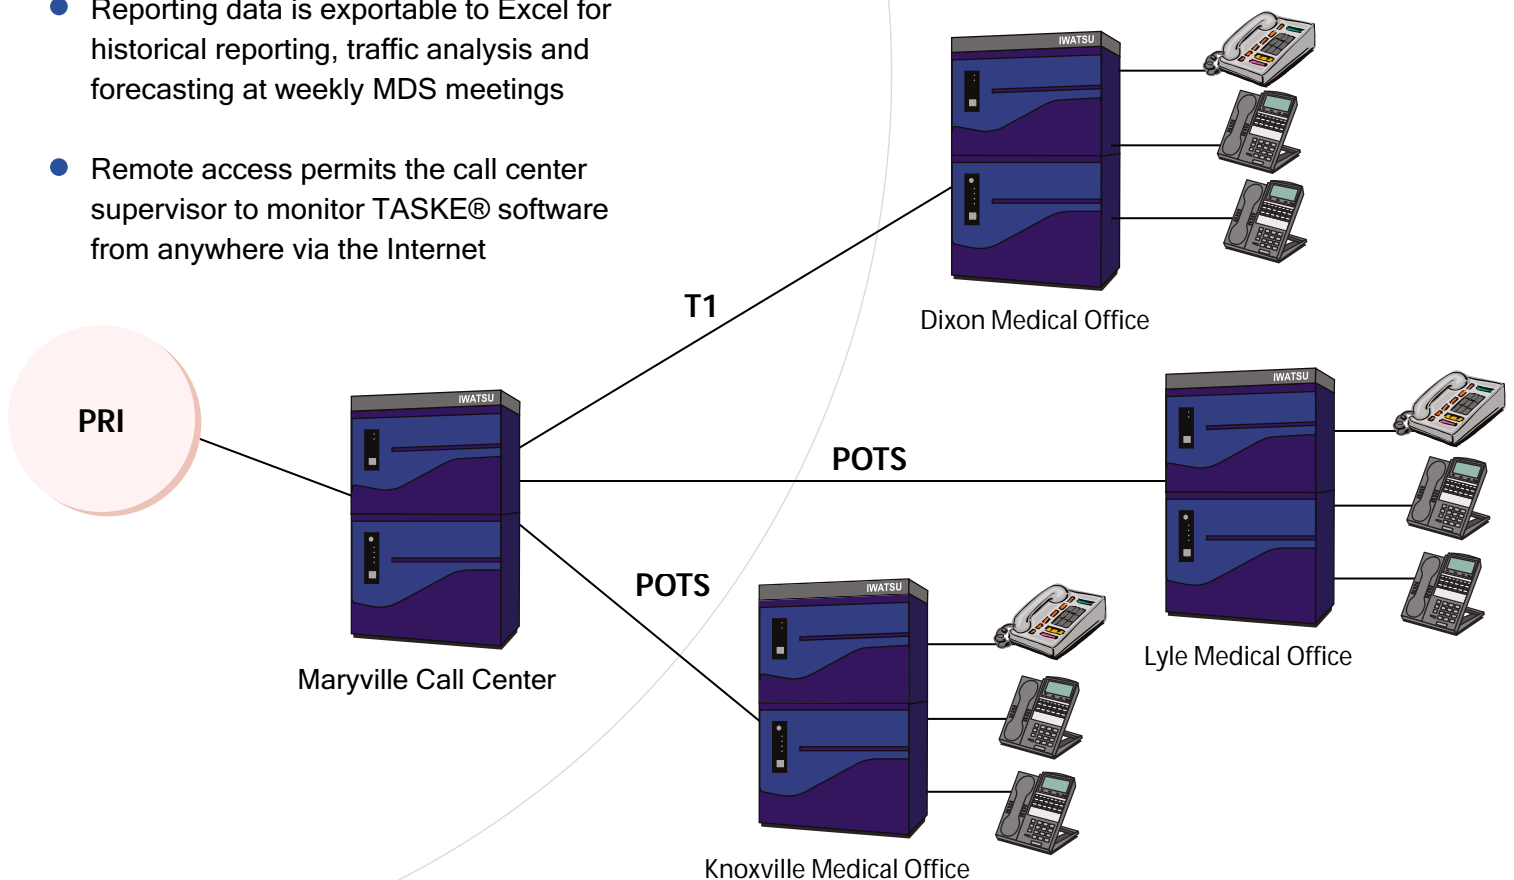 Reporting data is exportable to Excel for
historical reporting, traffic analysis and
forecasting at weekly MDS meetings
Remote access permits the call center
supervisor to monitor TASKE® software
from anywhere via the Internet
IWATSU
Dixon Medical Office
T1
PRI
IWATSU
Maryville Call Center
POTS
IWATSU
Lyle Medical Office
POTS
IWATSU
Knoxville Medical Office